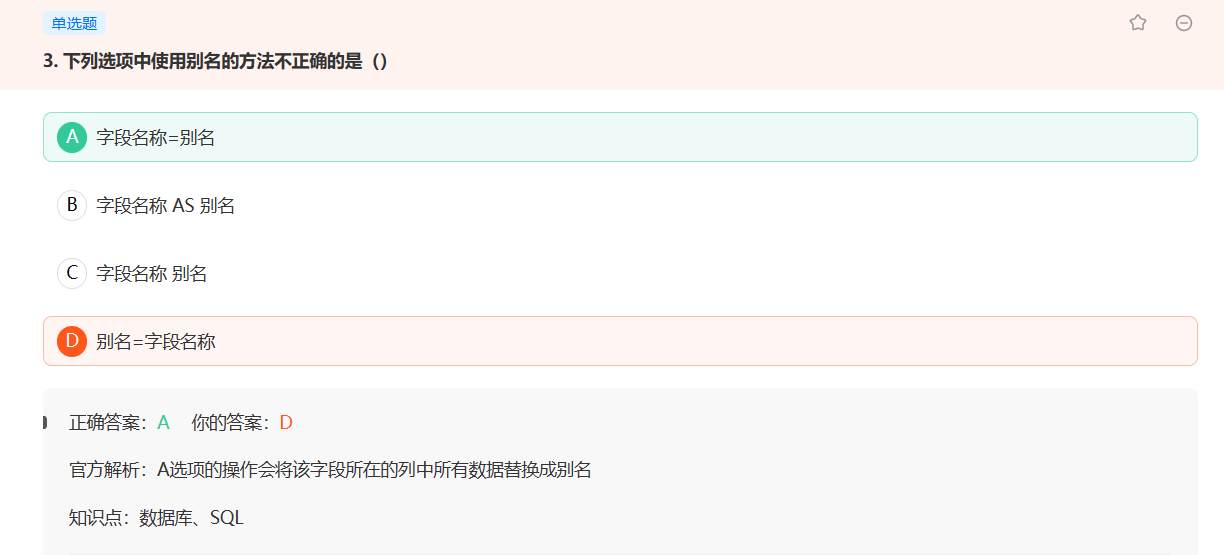 单选题
3. 下列选项中使用别名的方法不正确的是（）
A 字段名称=别名
B 字段名称 AS 别名
C 字段名称 别名
D 别名=字段名称
正确答案：A 你的答案：D
官方解析：A选项的操作会将该字段所在的列中所有数据替换成别名
知识点：数据库、SQL